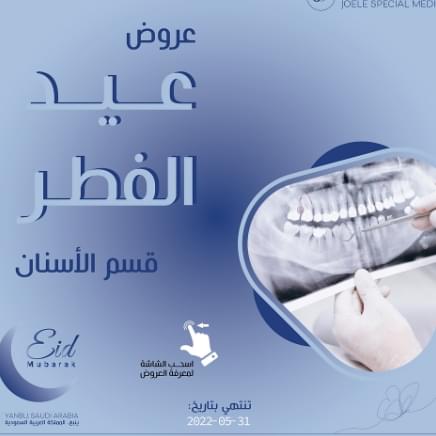 JOELE SPECIAL MEDI
عروض
عيد
الفطر
قسم الأسنان
Eid
Mubarak
اسحب الشاشة
لمعرفة العروض
YANBU, SAUDI ARABIA
ينبع، المملكة العربية السعودية
تنتهي بتاريخ:
2022-05-31